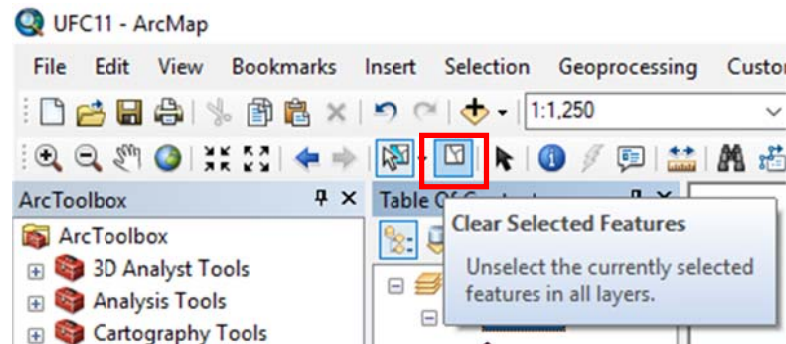 UFC11 - ArcMap
File Edit View Bookmarks Insert Selection Geoprocessing
1:1,250
ArcToolbox
Table
ArcToolbox
3D Analyst Tools
Analysis Tools
Cartography Tools
Clear Selected Features
Unselect the currently selected
features in all layers.